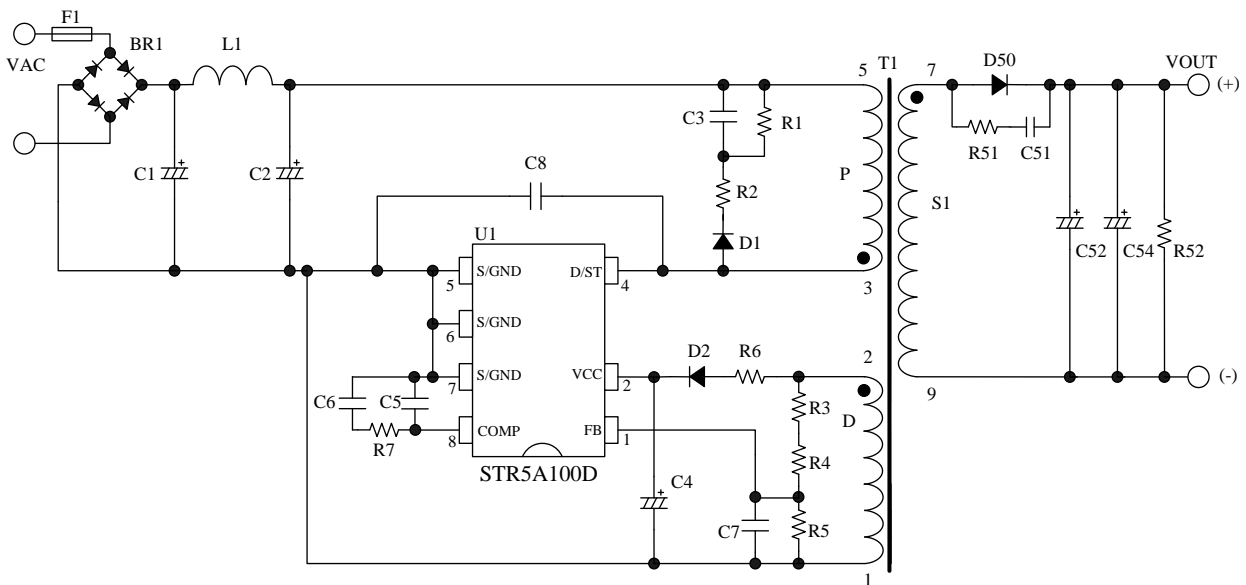 F1
BR1
L1
VAC
5
T1
7
D50
VOUT
(+)
C3
R1
R51
C51
C1
C2
C8
R2
P
S1
U1
D1
C52
C54
R52
S/GND
D/ST
5
4
3
S/GND
6
D2
R6
2
(-)
S/GND
VCC
7
2
9
C6
C5
R3
D
COMP
FB
8
1
R7
R4
STR5A100D
C4
C7
R5
1